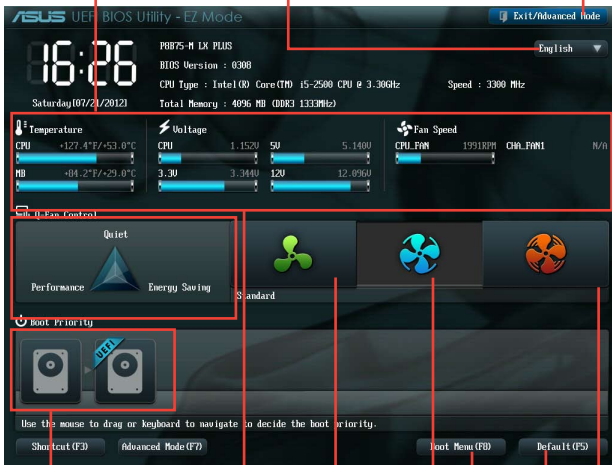 ASUS UEFI BIOS Utility - EZ Mode
Exit/Advanced Mode
16:26
Saturday[07/21/2012]
P8B75-M LX PLUS
English
BIOS Version : 0308
CPU Type : Intel(R) Core(TM) i5-2500 CPU @ 3.30GHz Speed : 3300 MHz
Total Memory : 4096 MB (DDR3 1333MHz)
Temperature
CPU +127.4°F/+53.0°C
MB +84.2°F/+29.0°C
Voltage
CPU 1.152V 5V 5.140V
3.3V 3.344V 12V 12.096V
Fan Speed
CPU_FAN 1991RPM CHA_FAN1 N/A
Q-Fan Control
Quiet
Performance Energy Saving
Standard
Boot Priority
UEFI
Use the mouse to drag or keyboard to navigate to decide the boot priority.
Shortcut(F3) Advanced Mode(F7) Boot Menu(F8) Default(F5)